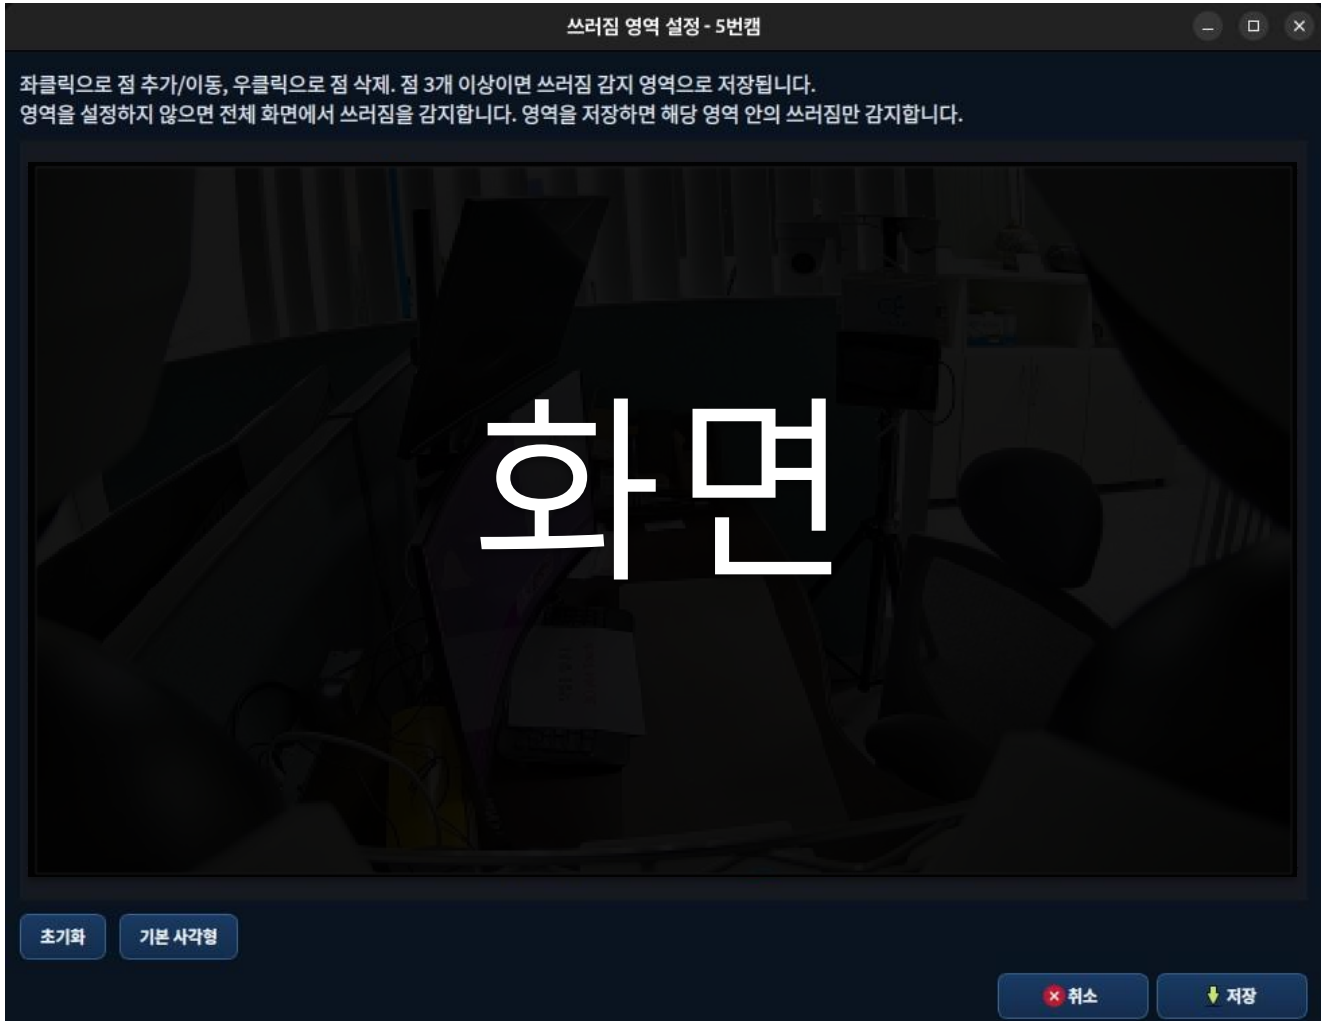 쓰러짐 영역 설정 - 5번캠
좌클릭으로 점 추가/이동, 우클릭으로 점 삭제. 점 3개 이상이면 쓰러짐 감지 영역으로 저장됩니다.
영역을 설정하지 않으면 전체 화면에서 쓰러짐을 감지합니다. 영역을 저장하면 해당 영역 안의 쓰러짐만 감지합니다.
화면
초기화
기본 사각형
취소
저장